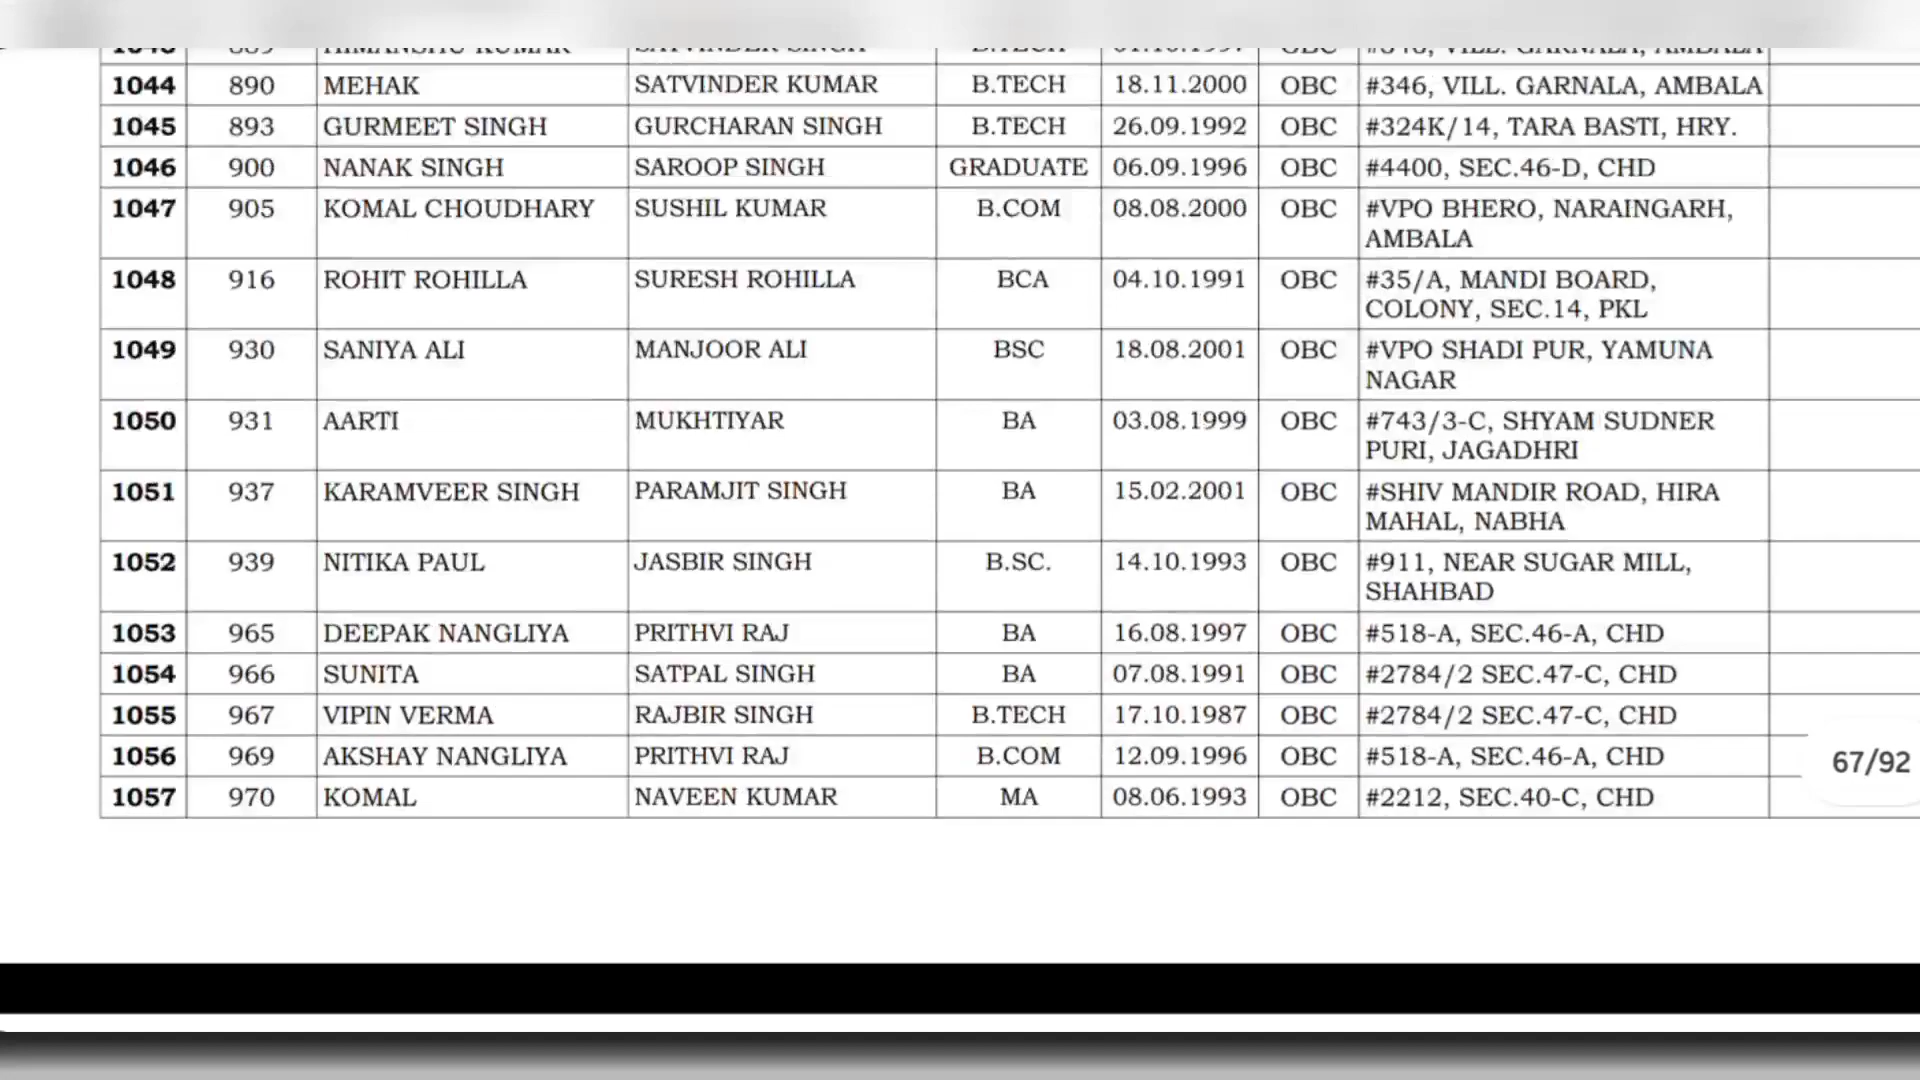 1044 890 MEHAK SATVINDER KUMAR B.TECH 18.11.2000 OBC #346, VILL. GARNALA, AMBALA
1045 893 GURMEET SINGH GURCHARAN SINGH B.TECH 26.09.1992 OBC #324K/14, TARA BASTI, HRY.
1046 900 NANAK SINGH SAROOP SINGH GRADUATE 06.09.1996 OBC #4400, SEC.46-D, CHD
1047 905 KOMAL CHOUDHARY SUSHIL KUMAR B.COM 08.08.2000 OBC #VPO BHERO, NARAINGARH,
AMBALA
1048 916 ROHIT ROHILLA SURESH ROHILLA BCA 04.10.1991 OBC #35/A, MANDI BOARD,
COLONY, SEC.14, PKL
1049 930 SANIYA ALI MANJOOR ALI BSC 18.08.2001 OBC #VPO SHADI PUR, YAMUNA
NAGAR
1050 931 AARTI MUKHTIYAR BA 03.08.1999 OBC #743/3-C, SHYAM SUDNER
PURI, JAGADHRI
1051 937 KARAMVEER SINGH PARAMJIT SINGH BA 15.02.2001 OBC #SHIV MANDIR ROAD, HIRA
MAHAL, NABHA
1052 939 NITIKA PAUL JASBIR SINGH B.SC. 14.10.1993 OBC #911, NEAR SUGAR MILL,
SHAHBAD
1053 965 DEEPAK NANGLIYA PRITHVI RAJ BA 16.08.1997 OBC #518-A, SEC.46-A, CHD
1054 966 SUNITA SATPAL SINGH BA 07.08.1991 OBC #2784/2 SEC.47-C, CHD
1055 967 VIPIN VERMA RAJBIR SINGH B.TECH 17.10.1987 OBC #2784/2 SEC.47-C, CHD
1056 969 AKSHAY NANGLIYA PRITHVI RAJ B.COM 12.09.1996 OBC #518-A, SEC.46-A, CHD
67/92
1057 970 KOMAL NAVEEN KUMAR MA 08.06.1993 OBC #2212, SEC.40-C, CHD